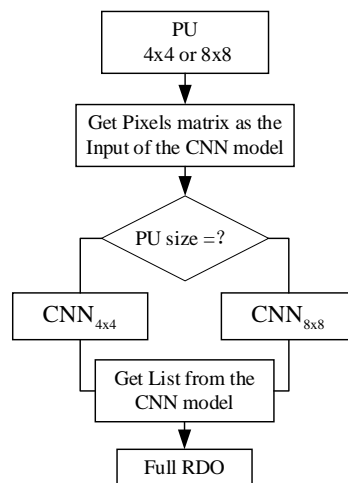 PU
4x4 or 8x8
Get Pixels matrix as the
Input of the CNN model
PU size =?
CNN4x4
CNN8x8
Get List from the
CNN model
Full RDO